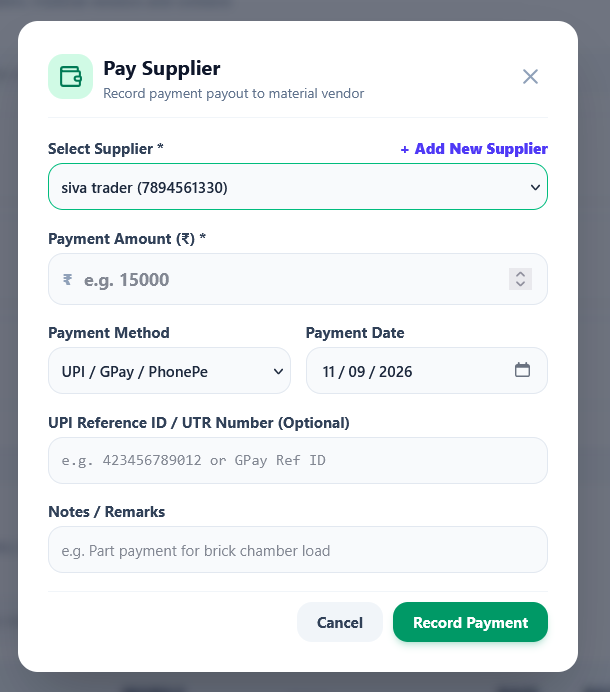 Pay Supplier
Record payment payout to material vendor
Select Supplier *
+ Add New Supplier
siva trader (7894561330)
Payment Amount (₹) *
₹ e.g. 15000
Payment Method
Payment Date
UPI / GPay / PhonePe
11 / 09 / 2026
UPI Reference ID / UTR Number (Optional)
e.g. 423456789012 or GPay Ref ID
Notes / Remarks
e.g. Part payment for brick chamber load
Cancel
Record Payment